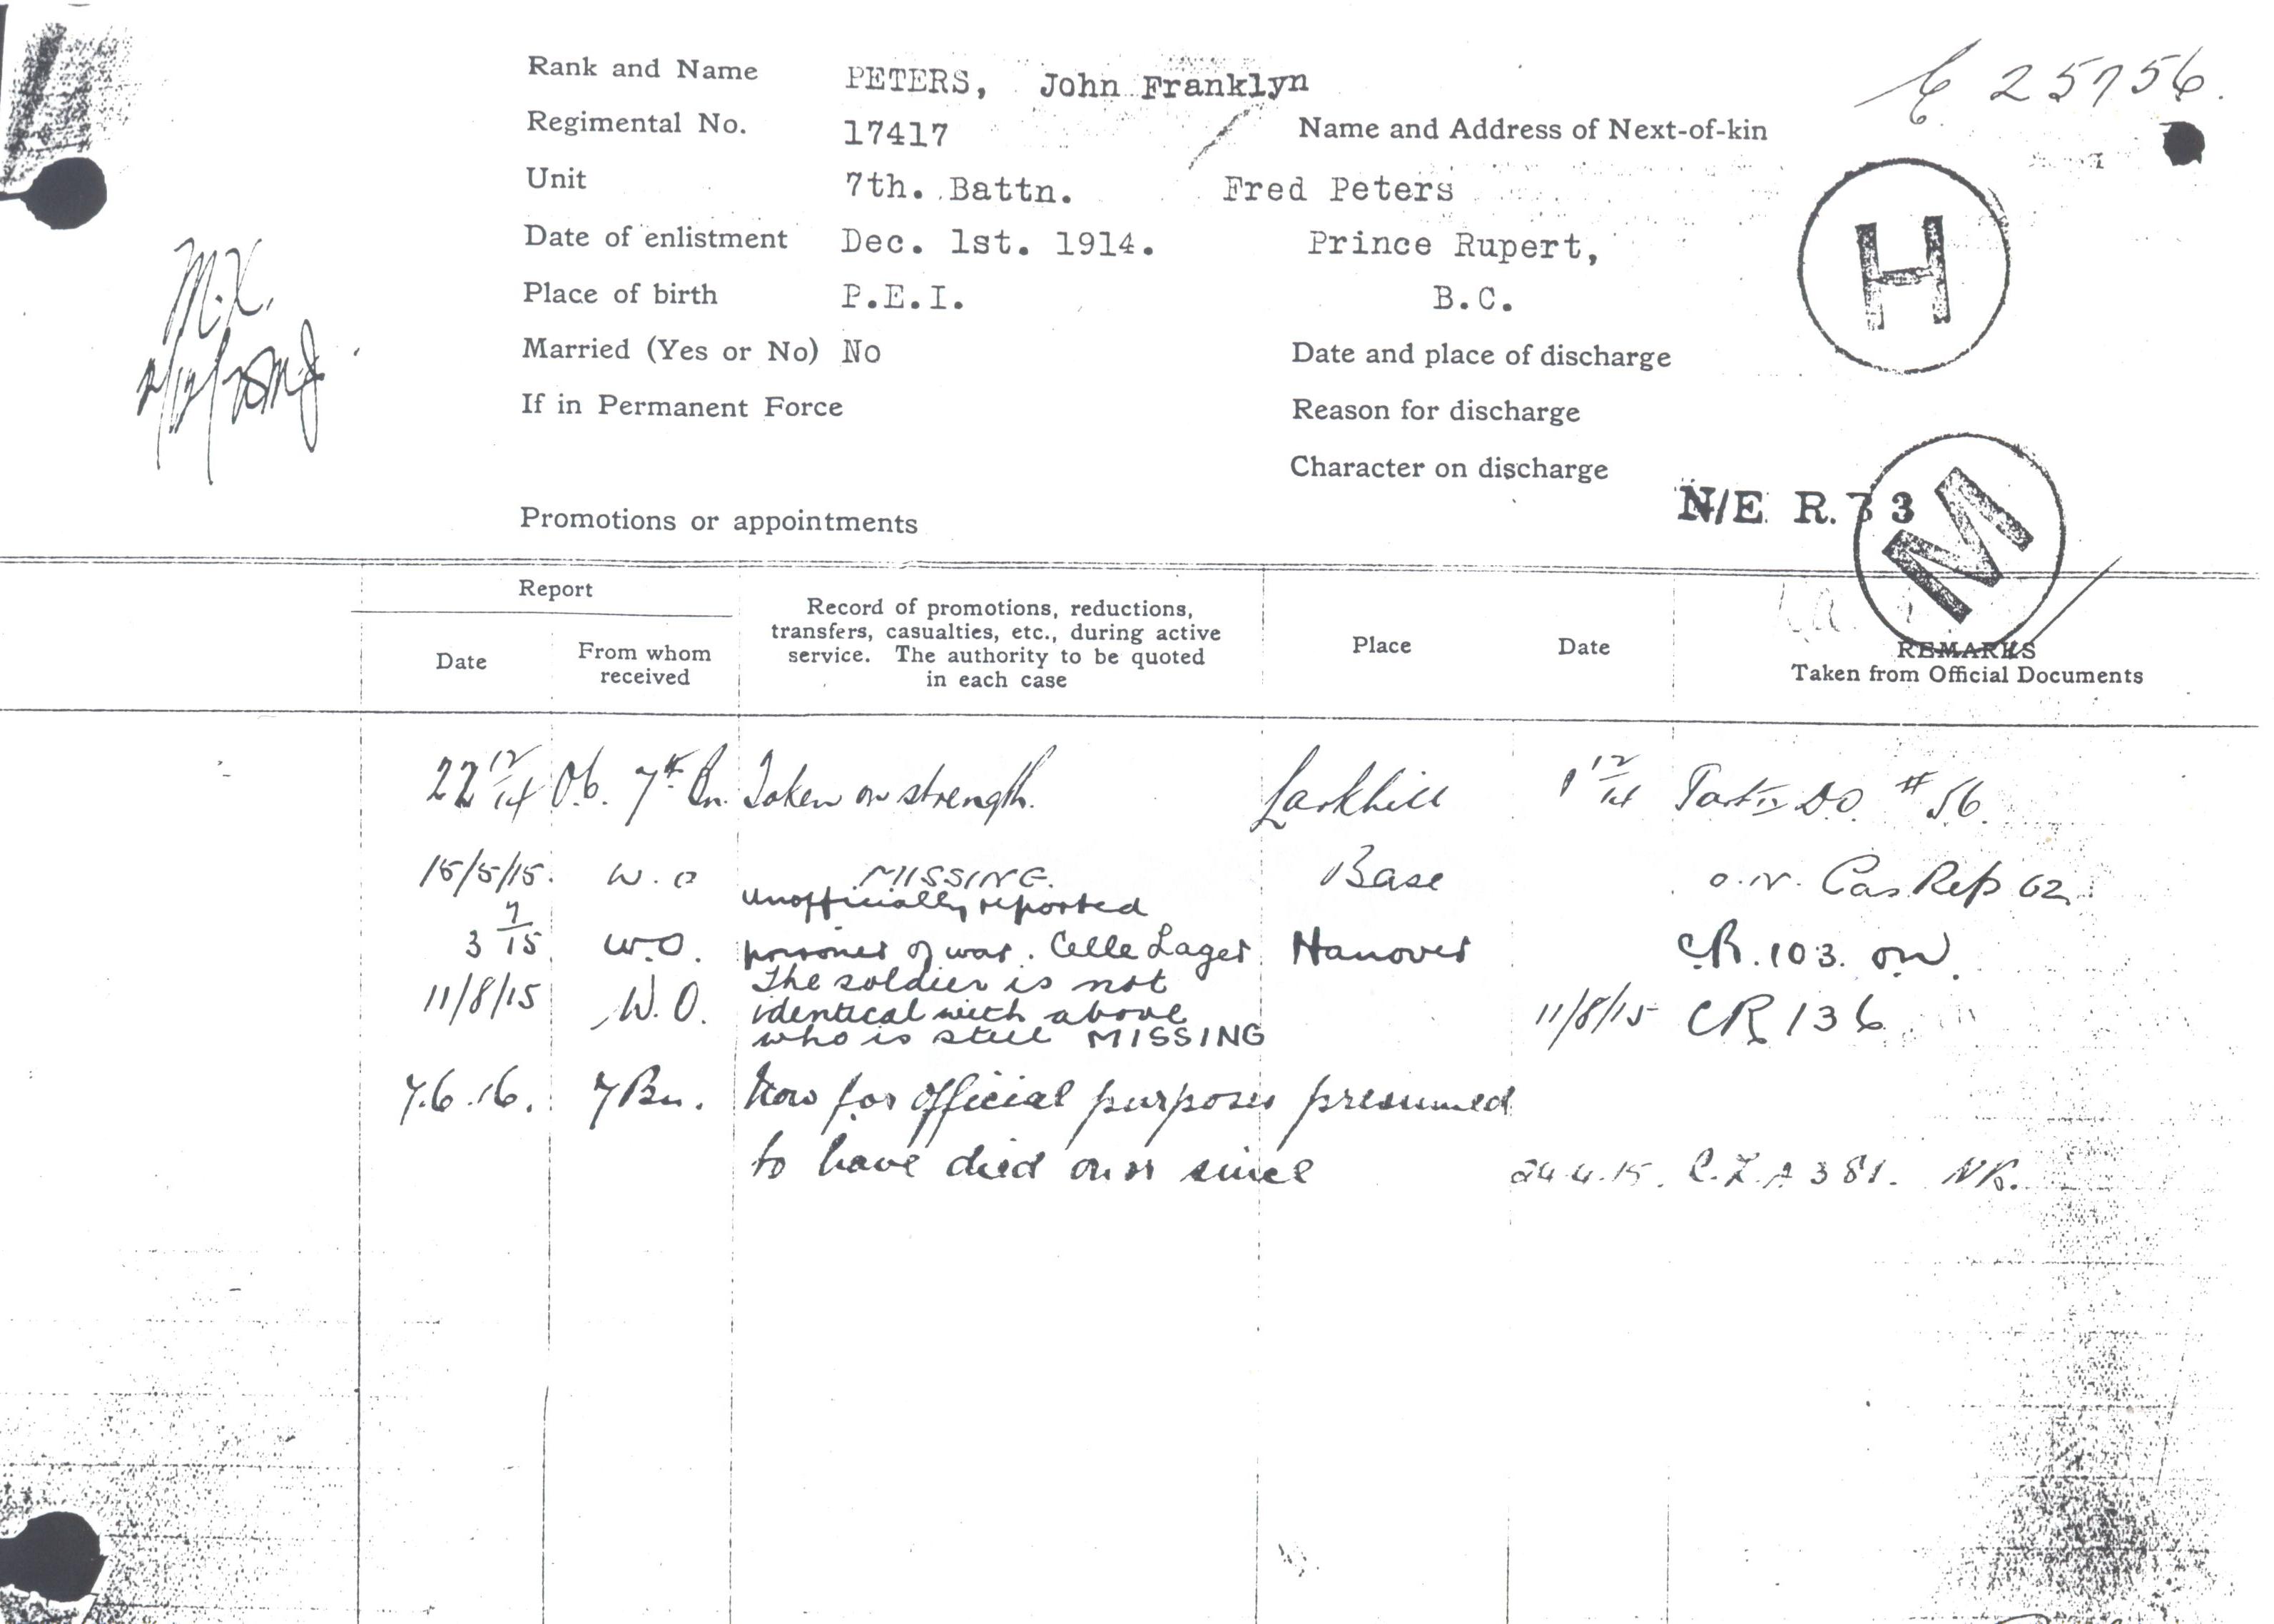 Rank and Name PETERS, John Franklyn
25756.
Regimental No. 17417
Name and Address of Next-of-kin
Unit 7th. Battn.
Fred Peters
H
Date of enlistment Dec. 1st. 1914.
Prince Rupert,
Place of birth P.E.I.
B.C.
Married (Yes or No) No
Date and place of discharge
If in Permanent Force
Reason for discharge
Character on discharge
N/E R. 33
M
Promotions or appointments
Report
Date
From whom
received
Record of promotions, reductions,
transfers, casualties, etc., during active
service. The authority to be quoted
in each case
Place
Date
REMARKS
Taken from Official Documents
22 12/14 7th Bn. Taken on strength. Larkhill 1 12/14 Part II D.O. # 56.
15/5/15. W.O MISSING. Base Cas Rep 62
unofficially reported
3 7/15 W.O. prisoner of war. Celle Lager Hanover CR. 103.
11/8/15 W.O. The soldier is not
identical with above 11/8/15 CR 136
who is still MISSING
7.6.16. 7 Bn. Now for official purposes presumed
to have died on or since 24.4.15. 381.